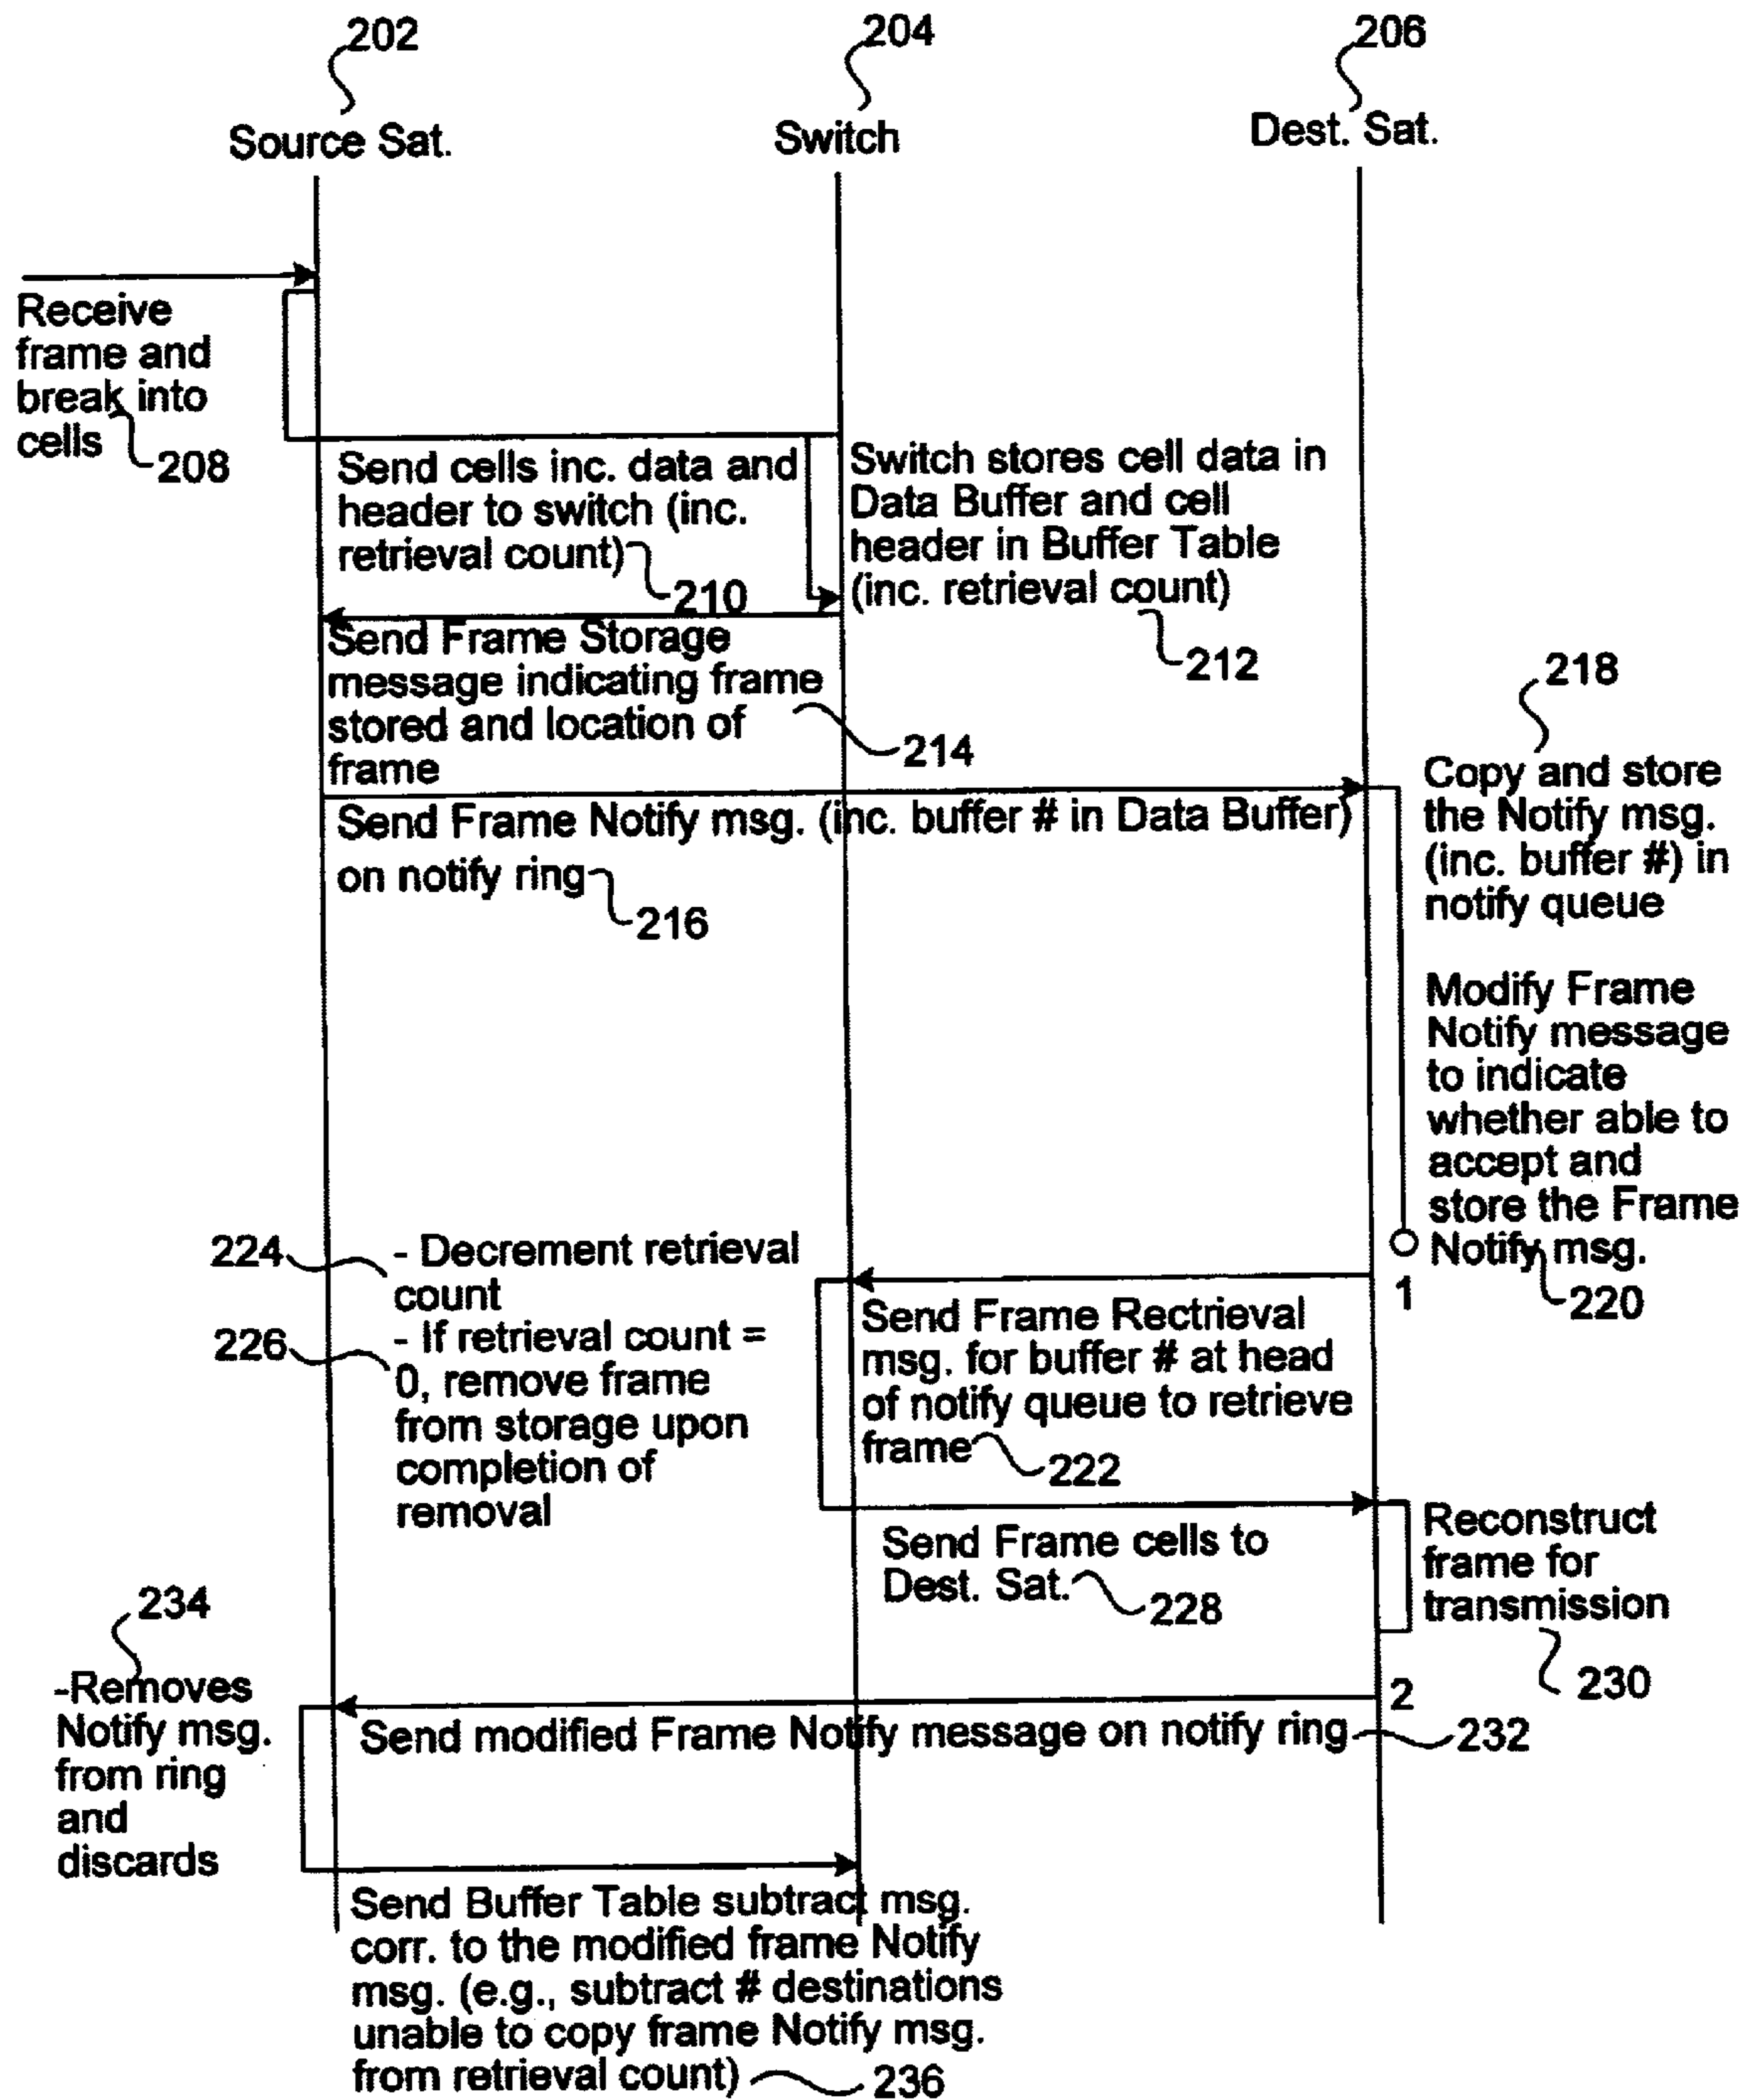 202
204
206
Source Sat.
Switch
Dest. Sat.
Receive
frame and
break into
cells
208
Send cells inc. data and
header to switch (inc.
retrieval count)
210
Switch stores cell data in
Data Buffer and cell
header in Buffer Table
(inc. retrieval count)
212
Send Frame Storage
message indicating frame
stored and location of
frame
214
Send Frame Notify msg. (inc. buffer # in Data Buffer)
on notify ring
216
218
Copy and store
the Notify msg.
(inc. buffer #) in
notify queue
Modify Frame
Notify message
to indicate
whether able to
accept and
store the Frame
Notify msg.
220
1
224
- Decrement retrieval
count
226
- If retrieval count =
0, remove frame
from storage upon
completion of
removal
Send Frame Rectrieval
msg. for buffer # at head
of notify queue to retrieve
frame
222
Send Frame cells to
Dest. Sat.
228
Reconstruct
frame for
transmission
230
2
234
-Removes
Notify msg.
from ring
and
discards
Send modified Frame Notify message on notify ring
232
Send Buffer Table subtract msg.
corr. to the modified frame Notify
msg. (e.g., subtract # destinations
unable to copy frame Notify msg.
from retrieval count)
236